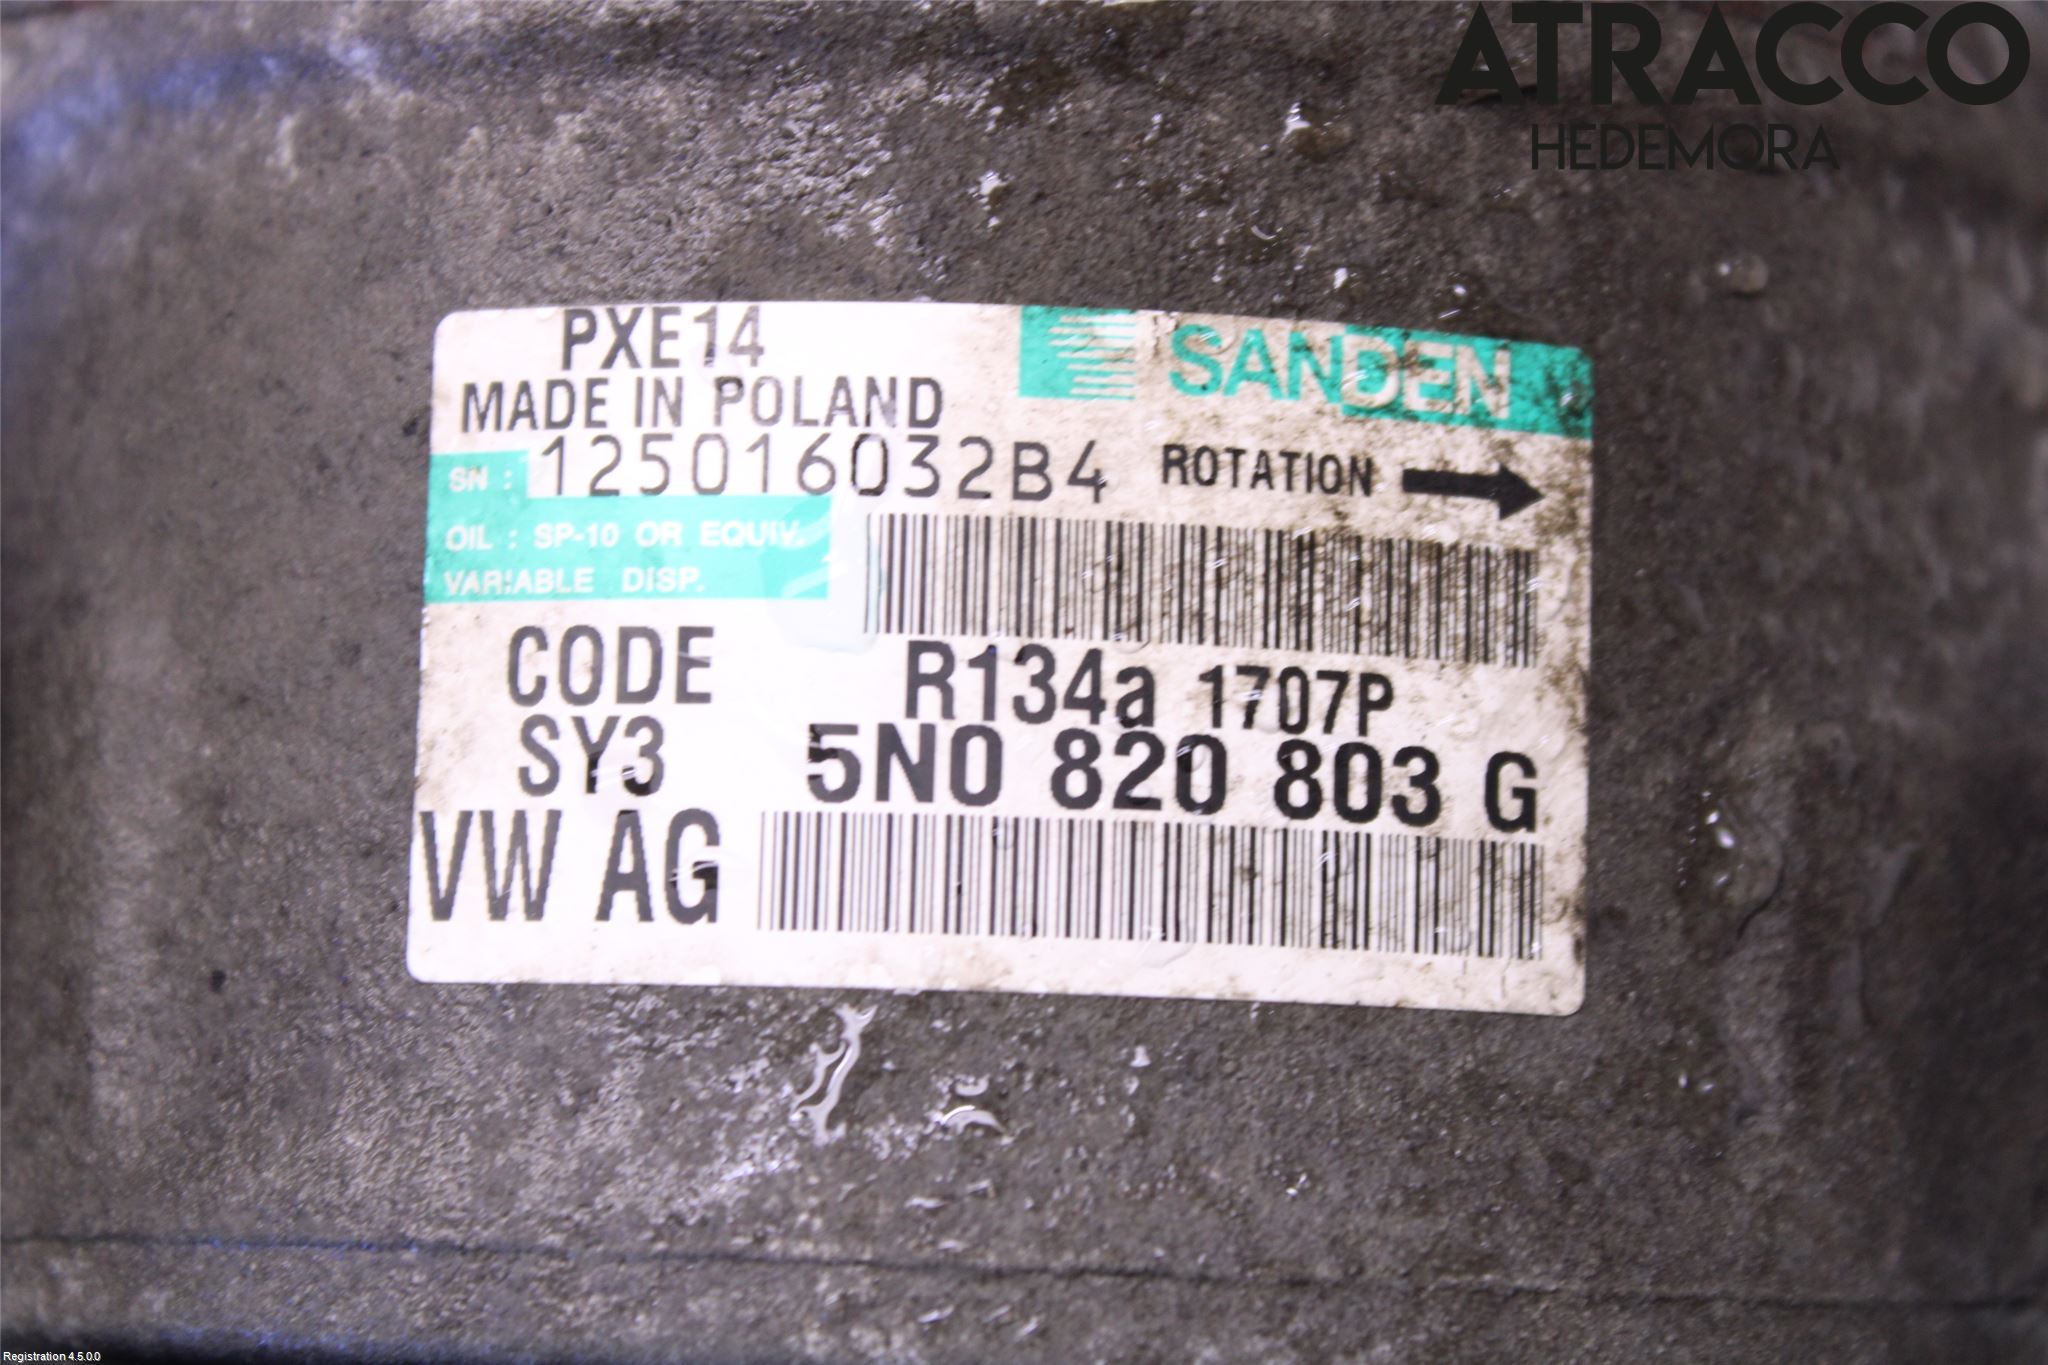 ATRACCO
HEDEMORA
PXE14
SANDEN
MADE IN POLAND
SN : 125016032B4
ROTATION
OIL : SP-10 OR EQUIV.
VARIABLE DISP.
CODE
R134a 1707P
SY3
5N0 820 803 G
VW AG
Registration 4.5.0.0